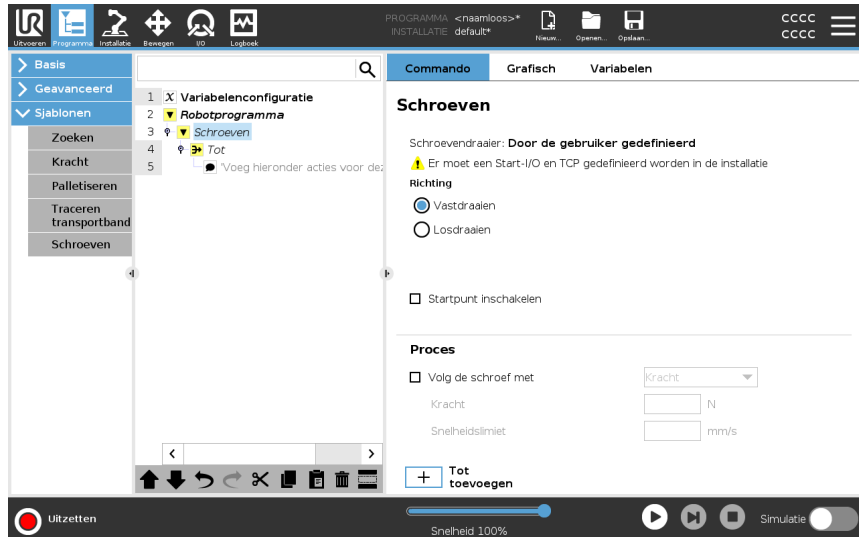 UR
PROGRAMMA <naamloos>*
INSTALLATIE default*
CCCC
CCCC
Uitvoeren Programma Installatie Bewegen I/O Logboek Nieuw... Openen... Opslaan...
Basis
Geavanceerd
Sjablonen
Zoeken
Kracht
Palletiseren
Traceren
transportband
Schroeven
1 X Variabelenconfiguratie
2 Robotprogramma
3 Schroeven
4 Tot
5 'Voeg hieronder acties voor dez
Commando Grafisch Variabelen
Schroeven
Schroevendraaier: Door de gebruiker gedefinieerd
Er moet een Start-I/O en TCP gedefinieerd worden in de installatie
Richting
Vastdraaien
Losdraaien
Startpunt inschakelen
Proces
Volg de schroef met Kracht
Kracht N
Snelheidslimiet mm/s
Tot
toevoegen
Uitzetten
Snelheid 100%
Simulatie